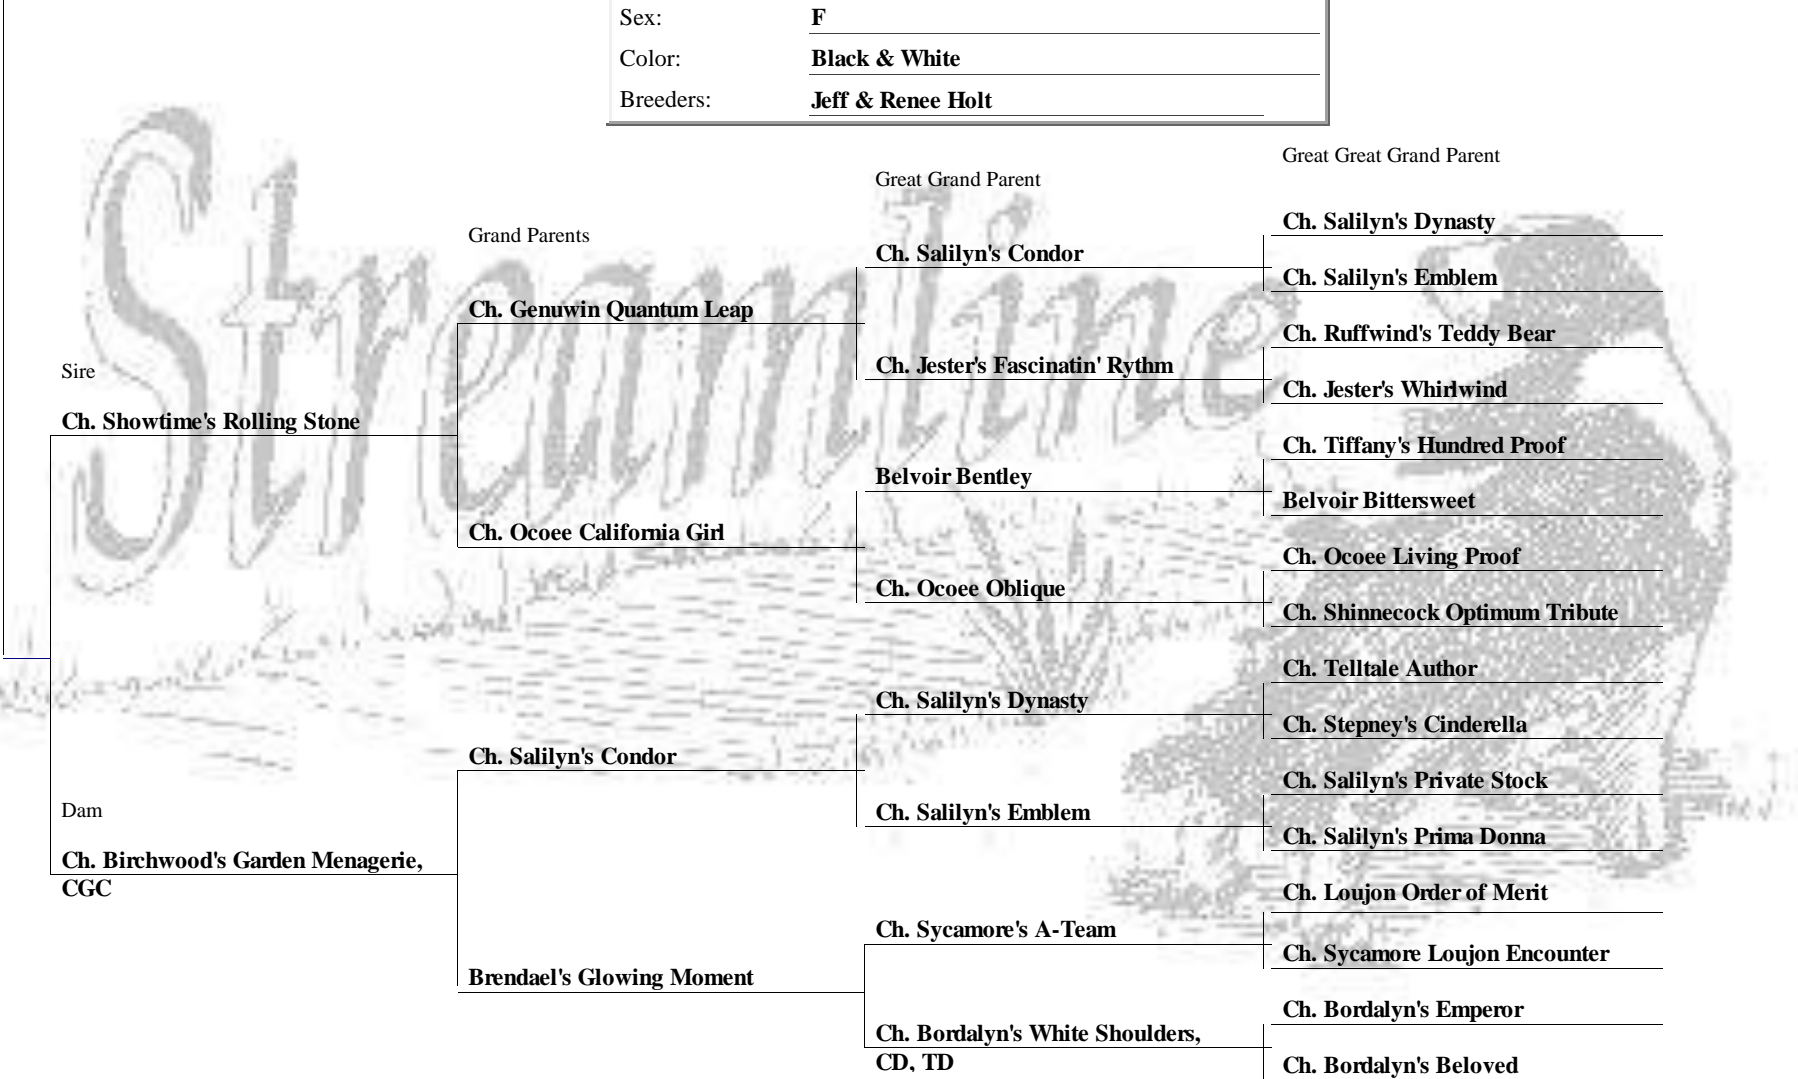 Sex: F
Color: Black & White
Breeders: Jeff & Renee Holt
Streamline
Great Great Grand Parent
Great Grand Parent
Ch. Salilyn's Dynasty
Grand Parents
Ch. Salilyn's Condor
Ch. Salilyn's Emblem
Ch. Genuwin Quantum Leap
Ch. Ruffwind's Teddy Bear
Sire
Ch. Jester's Fascinatin' Rythm
Ch. Jester's Whirlwind
Ch. Showtime's Rolling Stone
Ch. Tiffany's Hundred Proof
Belvoir Bentley
Belvoir Bittersweet
Ch. Ocoee California Girl
Ch. Ocoee Living Proof
Ch. Ocoee Oblique
Ch. Shinnecock Optimum Tribute
Ch. Telltale Author
Ch. Salilyn's Dynasty
Ch. Stepney's Cinderella
Ch. Salilyn's Condor
Ch. Salilyn's Private Stock
Dam
Ch. Salilyn's Emblem
Ch. Salilyn's Prima Donna
Ch. Birchwood's Garden Menagerie,
CGC
Ch. Loujon Order of Merit
Ch. Sycamore's A-Team
Ch. Sycamore Loujon Encounter
Brendael's Glowing Moment
Ch. Bordalyn's Emperor
Ch. Bordalyn's White Shoulders,
CD, TD
Ch. Bordalyn's Beloved